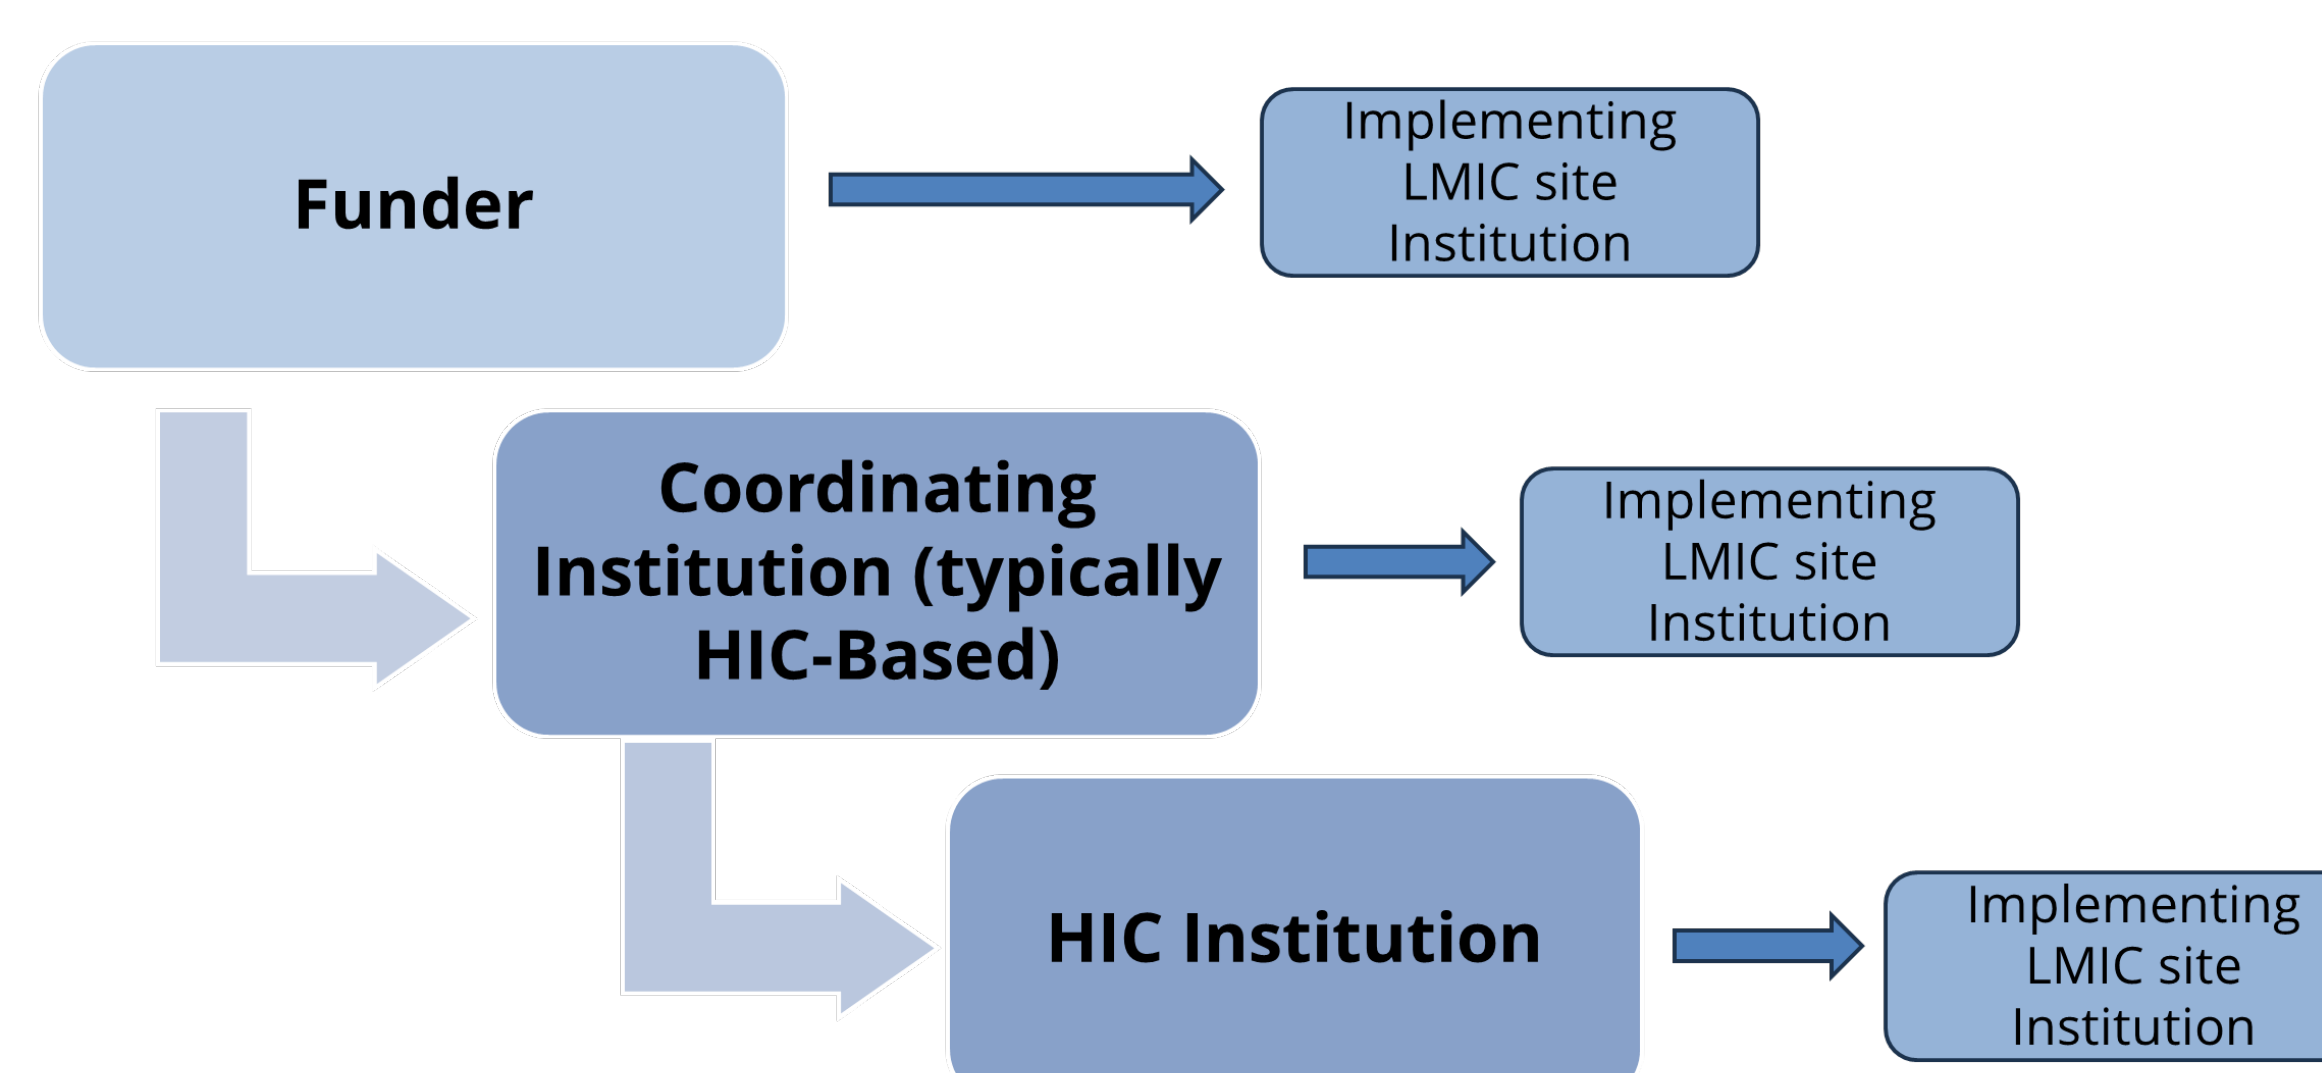 Funder
Implementing
LMIC site
Institution
Coordinating
Institution (typically
HIC-Based)
Implementing
LMIC site
Institution
HIC Institution
Implementing
LMIC site
Institution